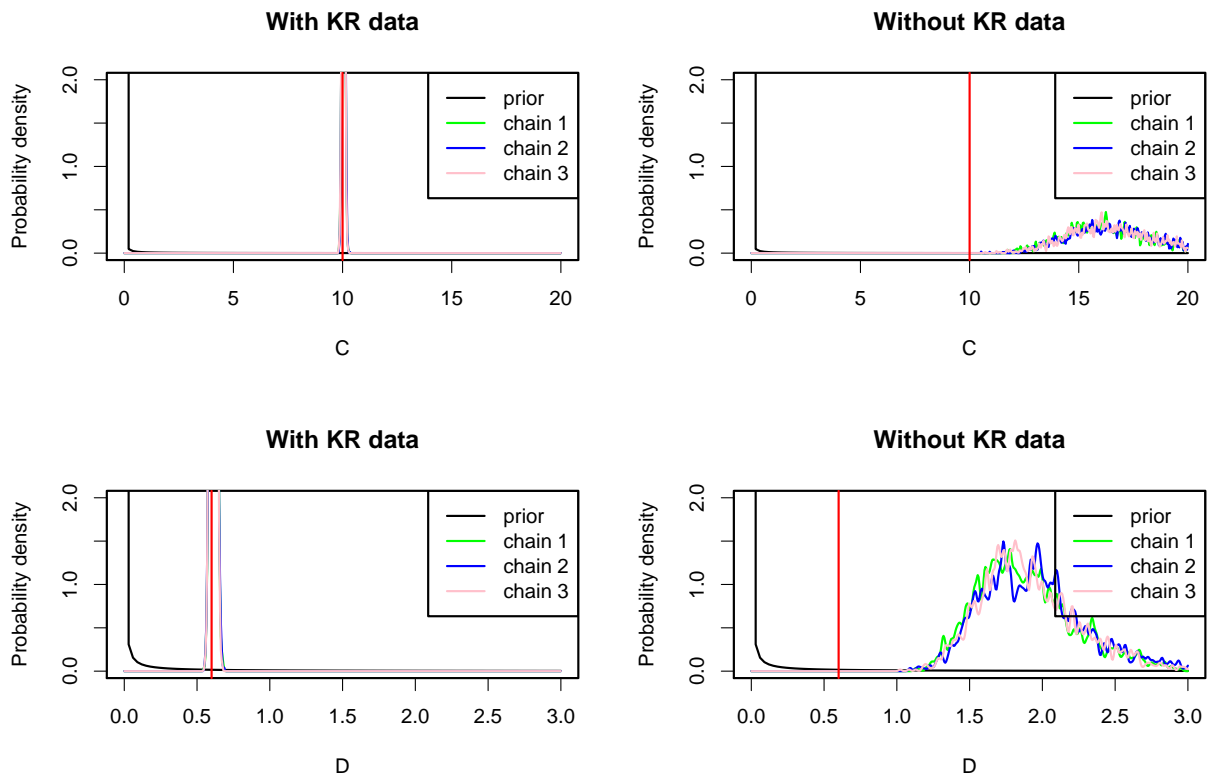 With KR data
Probability density
2.0
1.0
0.0
prior
chain 1
chain 2
chain 3
0 5 10 15 20
C
Without KR data
Probability density
2.0
1.0
0.0
prior
chain 1
chain 2
chain 3
0 5 10 15 20
C
With KR data
Probability density
2.0
1.0
0.0
prior
chain 1
chain 2
chain 3
0.0 0.5 1.0 1.5 2.0 2.5 3.0
D
Without KR data
Probability density
2.0
1.0
0.0
prior
chain 1
chain 2
chain 3
0.0 0.5 1.0 1.5 2.0 2.5 3.0
D